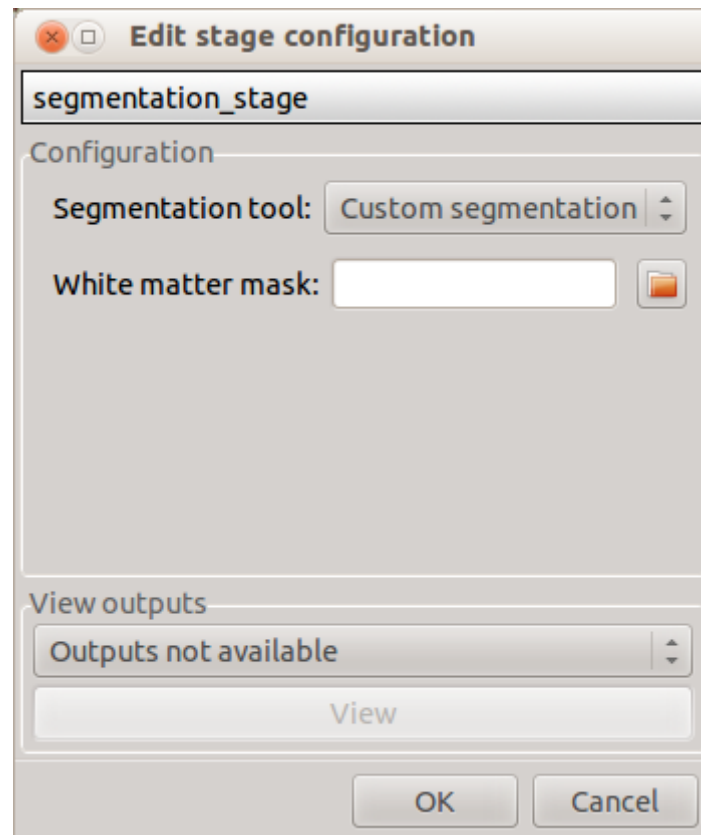 Edit stage configuration
segmentation_stage
Configuration
Segmentation tool: Custom segmentation
White matter mask:
View outputs
Outputs not available
View
OK Cancel